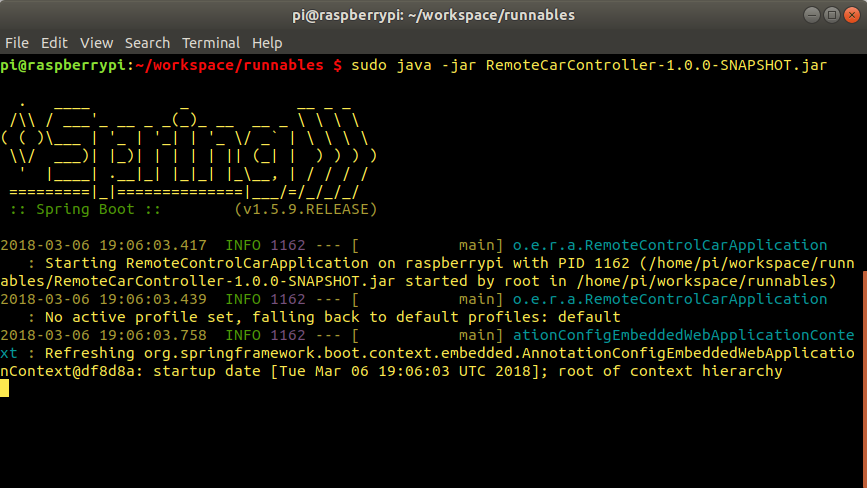 pi@raspberrypi: ~/workspace/runnables
File Edit View Search Terminal Help
pi@raspberrypi:~/workspace/runnables $ sudo java -jar RemoteCarController-1.0.0-SNAPSHOT.jar
  .   ____          _            __ _ _
 /\\ / ___'_ __ _ _(_)_ __  __ _ \ \ \ \
( ( )\___ | '_ | '_| | '_ \/ _` | \ \ \ \
 \\/  ___)| |_)| | | | | || (_| |  ) ) ) )
  '  |____| .__|_| |_|_| |_\__, | / / / /
 =========|_|==============|___/=/_/_/_/
 :: Spring Boot ::        (v1.5.9.RELEASE)
2018-03-06 19:06:03.417  INFO 1162 --- [           main] o.e.r.a.RemoteControlCarApplication
   : Starting RemoteControlCarApplication on raspberrypi with PID 1162 (/home/pi/workspace/runn
ables/RemoteCarController-1.0.0-SNAPSHOT.jar started by root in /home/pi/workspace/runnables)
2018-03-06 19:06:03.439  INFO 1162 --- [           main] o.e.r.a.RemoteControlCarApplication
   : No active profile set, falling back to default profiles: default
2018-03-06 19:06:03.758  INFO 1162 --- [           main] ationConfigEmbeddedWebApplicationConte
xt : Refreshing org.springframework.boot.context.embedded.AnnotationConfigEmbeddedWebApplicatio
nContext@df8d8a: startup date [Tue Mar 06 19:06:03 UTC 2018]; root of context hierarchy